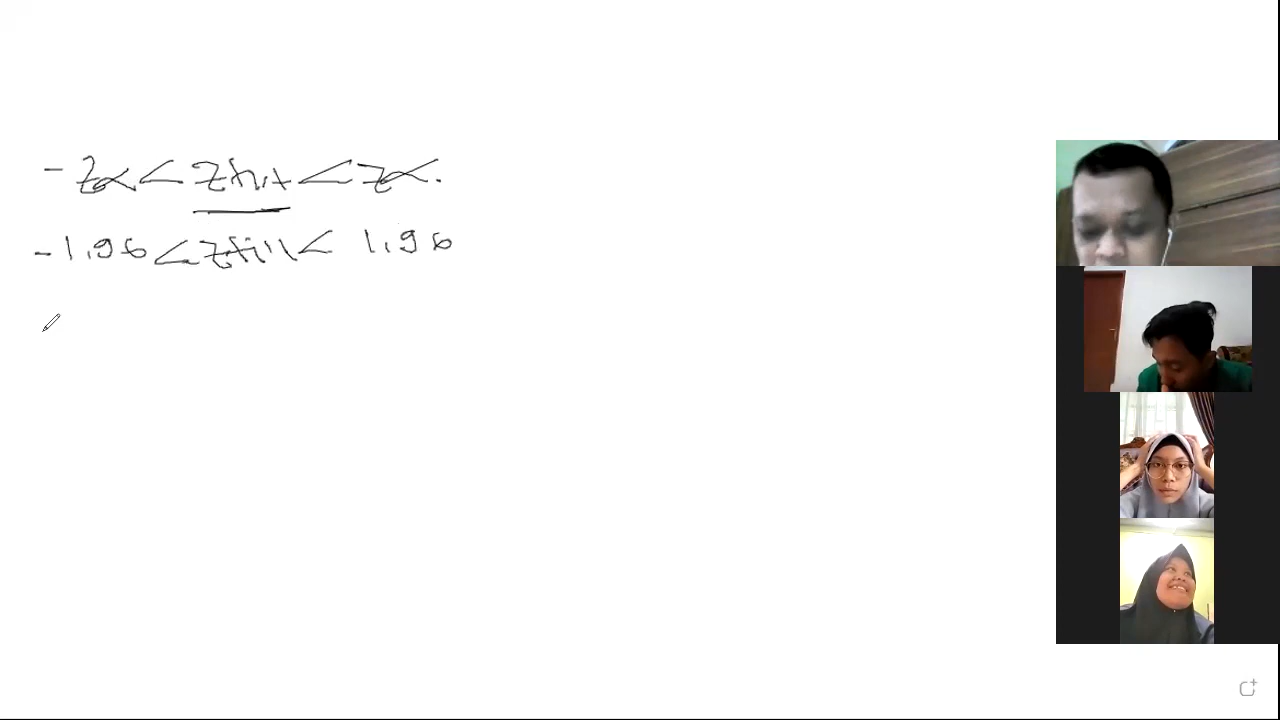 - Zα < Zhit < Zα.
- 1.96 < Zhit < 1.96